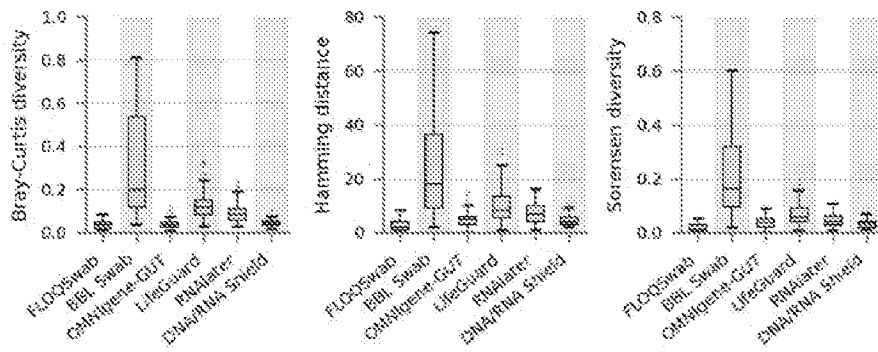 Bray-Curtis diversity
1.0
0.8
0.6
0.4
0.2
0.0
FLOQSwab
BBL Swab
OMNIgene-GUT
LifeGuard
RNAlater
DNA/RNA Shield
Hamming distance
80
60
40
20
0
FLOQSwab
BBL Swab
OMNIgene-GUT
LifeGuard
RNAlater
DNA/RNA Shield
Sorensen diversity
0.8
0.6
0.4
0.2
0.0
FLOQSwab
BBL Swab
OMNIgene-GUT
LifeGuard
RNAlater
DNA/RNA Shield